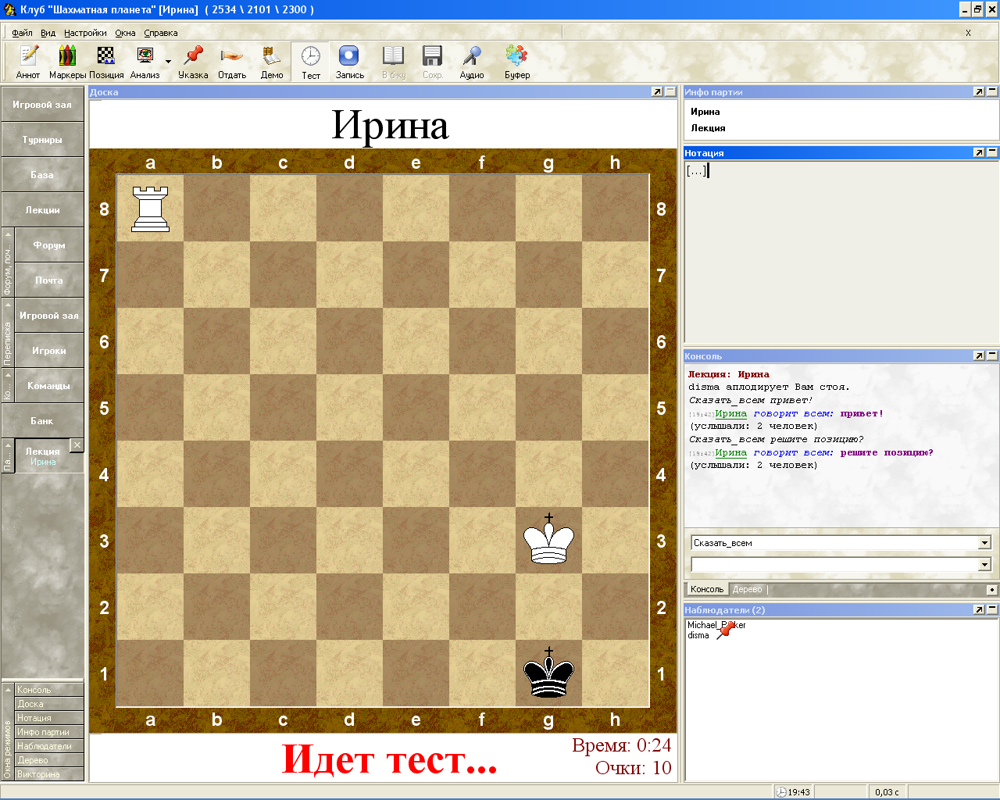 Клуб "Шахматная планета" [Ирина] ( 2534 \ 2101 \ 2300 )
Файл Вид Настройки Окна Справка X
Аннот Маркеры Позиция Анализ Указка Отдать Демо Тест Запись В б-ку Сохр. Аудио Буфер
Игровой зал
Турниры
База
Лекции
Форум, поч...
Форум
Почта
Переписка
Игровой зал
Игроки
Ко...
Команды
Банк
Па...
Лекция
Ирина
Окна режимов
Консоль
Доска
Нотация
Инфо партии
Наблюдатели
Дерево
Викторина
Доска
Ирина
a b c d e f g h
8 8
7 7
6 6
5 5
4 4
3 3
2 2
1 1
a b c d e f g h
Идет тест...
Время: 0:24
Очки: 10
Инфо партии
Ирина
Лекция
Нотация
[...]
Консоль
Лекция: Ирина
disma аплодирует Вам стоя.
Сказать_всем привет!
[19:42] Ирина говорит всем: привет!
(услышали: 2 человек)
Сказать_всем решите позицию?
[19:42] Ирина говорит всем: решите позицию?
(услышали: 2 человек)
Сказать_всем
Консоль Дерево
Наблюдатели (2)
disma
19:43 0,03 с